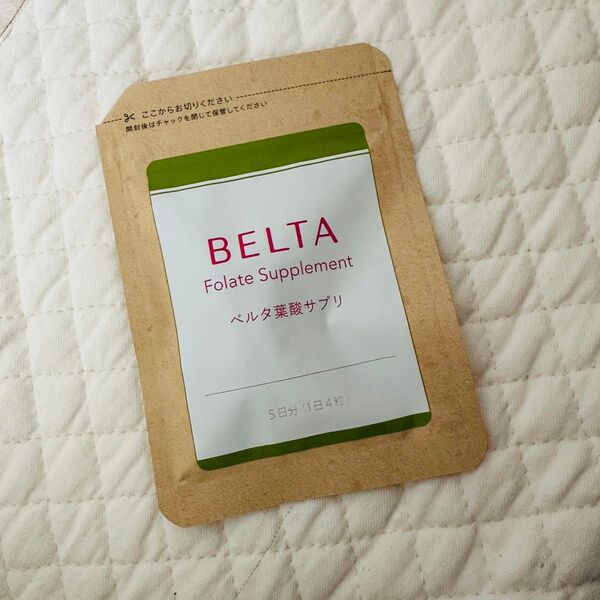 ここからお切りください
開封後はチャックを閉じて保管してください
BELTA
Folate Supplement
ベルタ葉酸サプリ
5日分(1日4粒)